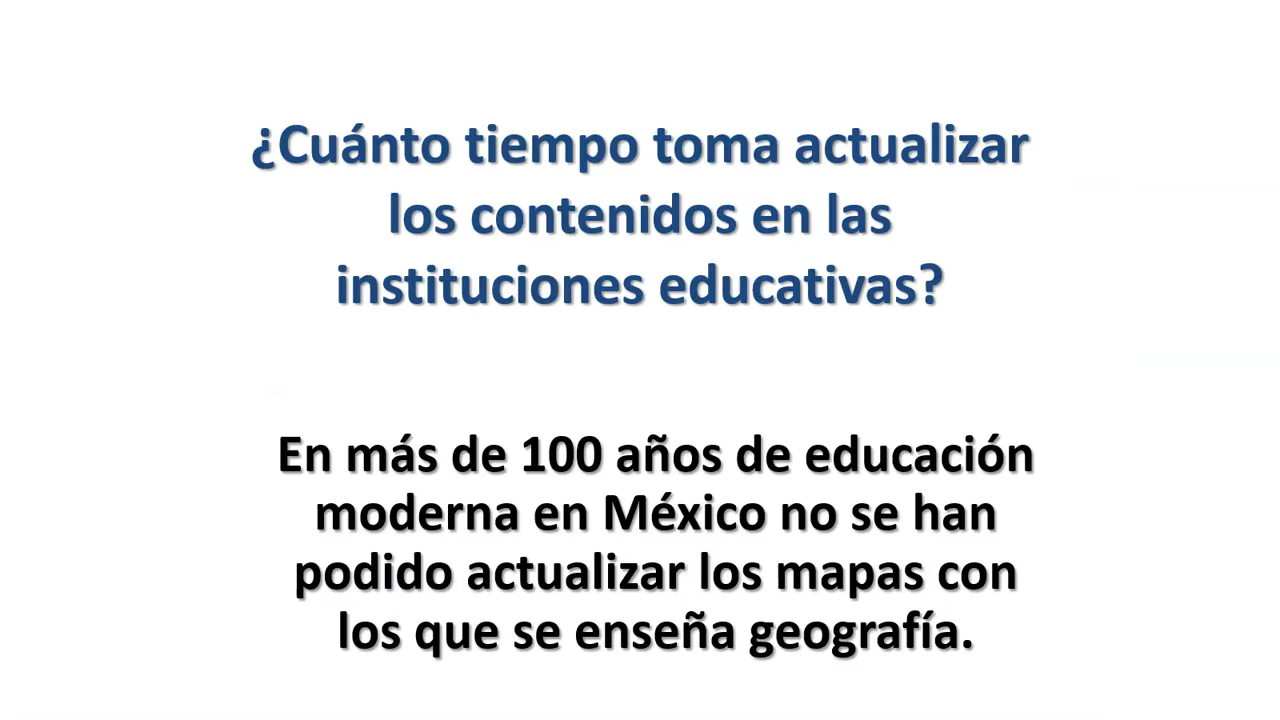 ¿Cuánto tiempo toma actualizar
los contenidos en las
instituciones educativas?
En más de 100 años de educación
moderna en México no se han
podido actualizar los mapas con
los que se enseña geografía.